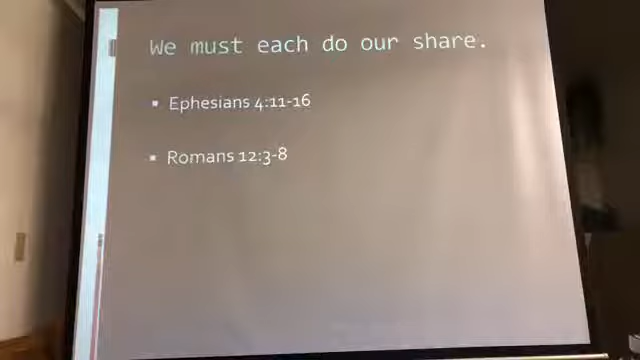 We must each do our share.
▪ Ephesians 4:11-16
▪ Romans 12:3-8